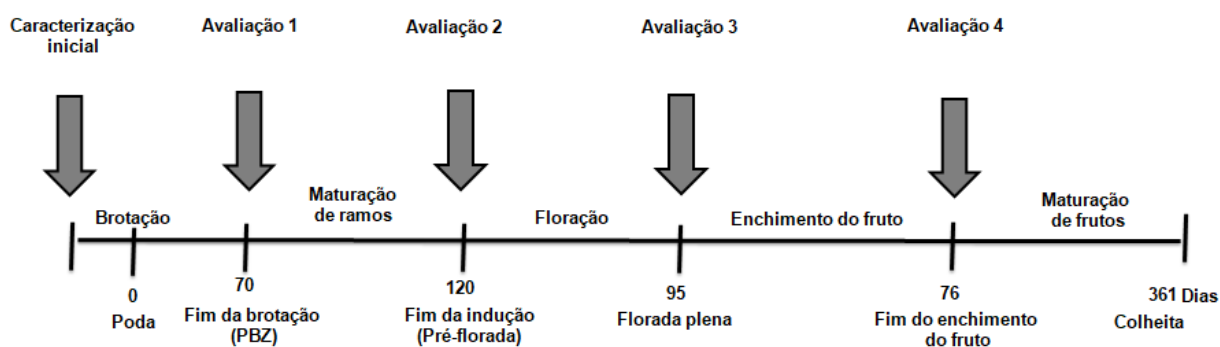 Caracterização
inicial
Avaliação 1
Avaliação 2
Avaliação 3
Avaliação 4
Brotação
Maturação
de ramos
Floração
Enchimento do fruto
Maturação
de frutos
0
Poda
70
Fim da brotação
(PBZ)
120
Fim da indução
(Pré-florada)
95
Florada plena
76
Fim do enchimento
do fruto
361 Dias
Colheita